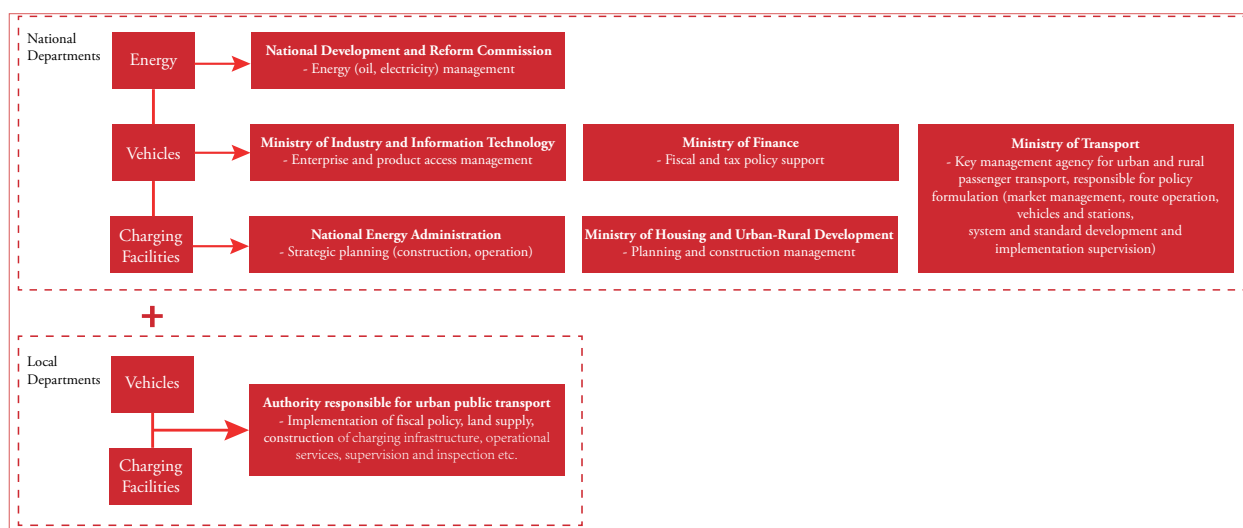 National
Departments
Energy
National Development and Reform Commission
- Energy (oil, electricity) management
Vehicles
Ministry of Industry and Information Technology
- Enterprise and product access management
Ministry of Finance
- Fiscal and tax policy support
Ministry of Transport
- Key management agency for urban and rural
passenger transport, responsible for policy
formulation (market management, route operation,
vehicles and stations,
system and standard development and
implementation supervision)
Charging
Facilities
National Energy Administration
- Strategic planning (construction, operation)
Ministry of Housing and Urban-Rural Development
- Planning and construction management
+
Local
Departments
Vehicles
Authority responsible for urban public transport
- Implementation of fiscal policy, land supply,
construction of charging infrastructure, operational
services, supervision and inspection etc.
Charging
Facilities